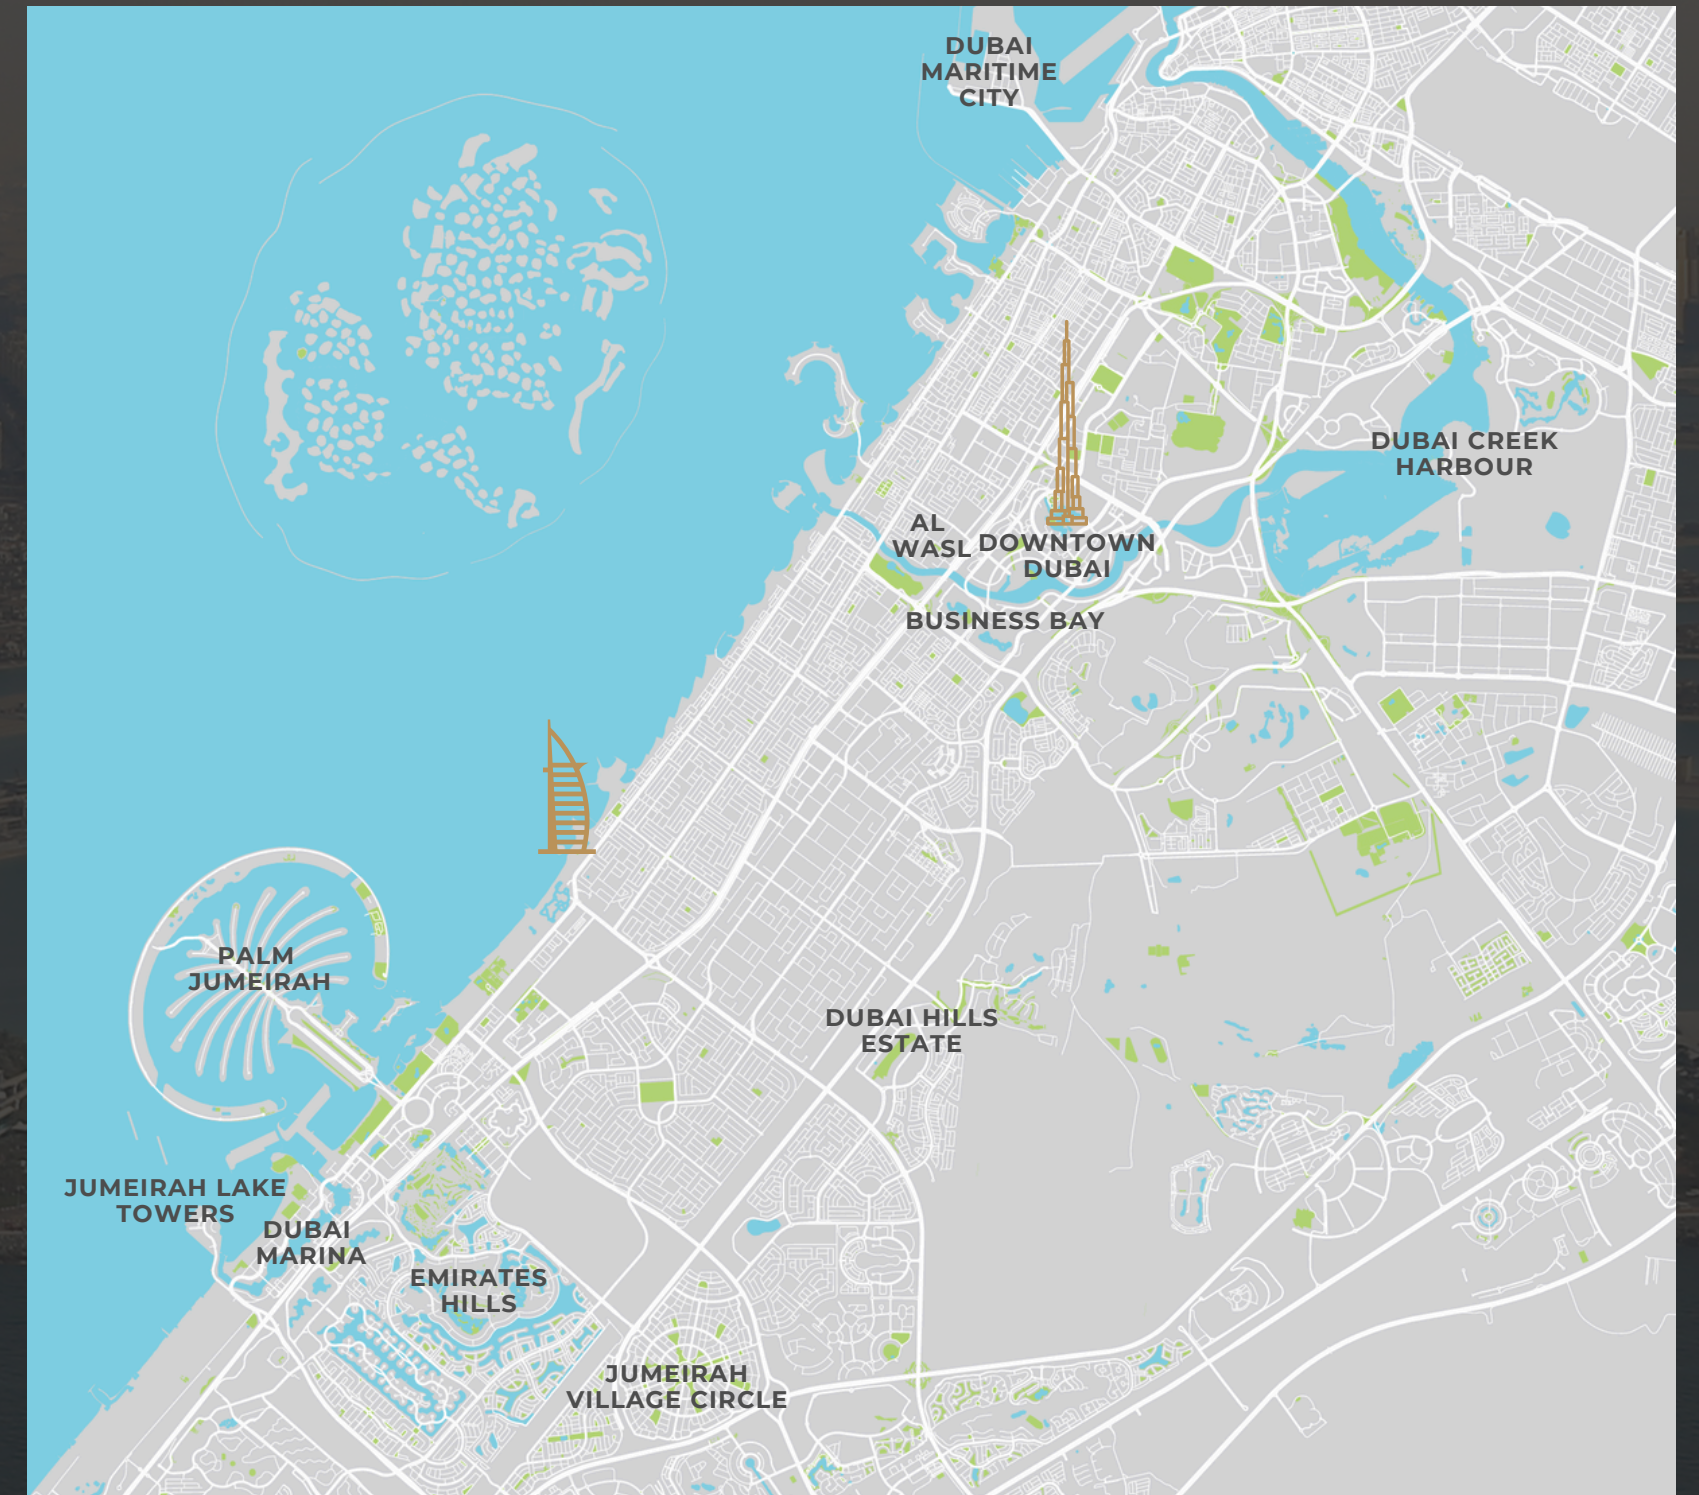 DUBAI
MARITIME
CITY
DUBAI CREEK
HARBOUR
AL
WASL
DOWNTOWN
DUBAI
BUSINESS BAY
PALM
JUMEIRAH
DUBAI HILLS
ESTATE
JUMEIRAH LAKE
TOWERS
DUBAI
MARINA
EMIRATES
HILLS
JUMEIRAH
VILLAGE CIRCLE